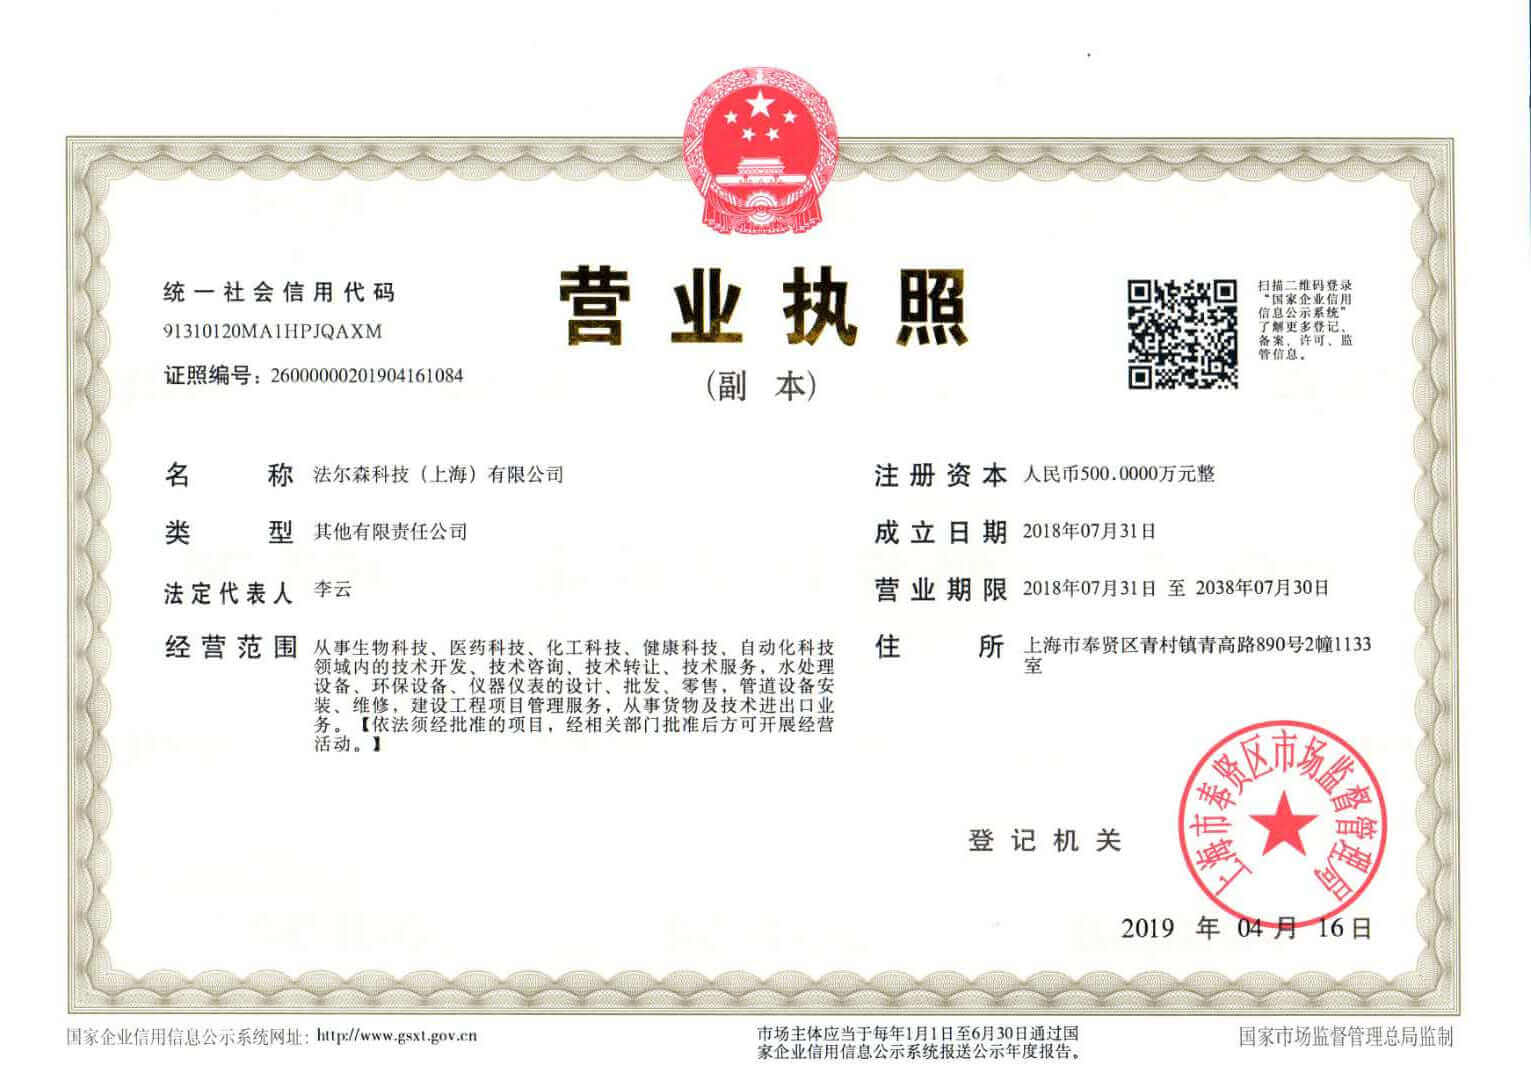 营业执照
(副 本)
统一社会信用代码
91310120MA1HPJQAXM
证照编号：26000000201904161084
扫描二维码登录
“国家企业信用
信息公示系统”
了解更多登记、
备案、许可、监
管信息。
名 称 法尔森科技（上海）有限公司
类 型 其他有限责任公司
法定代表人 李云
经营范围 从事生物科技、医药科技、化工科技、健康科技、自动化科技
领域内的技术开发、技术咨询、技术转让、技术服务，水处理
设备、环保设备、仪器仪表的设计、批发、零售，管道设备安
装、维修，建设工程项目管理服务，从事货物及技术进出口业
务。【依法须经批准的项目，经相关部门批准后方可开展经营
活动。】
注册资本 人民币500.0000万元整
成立日期 2018年07月31日
营业期限 2018年07月31日 至 2038年07月30日
住 所 上海市奉贤区青村镇青高路890号2幢1133
室
登记机关
上海市奉贤区市场监督管理局
2019 年 04 月 16 日
国家企业信用信息公示系统网址：http://www.gsxt.gov.cn
市场主体应当于每年1月1日至6月30日通过国
家企业信用信息公示系统报送公示年度报告。
国家市场监督管理总局监制